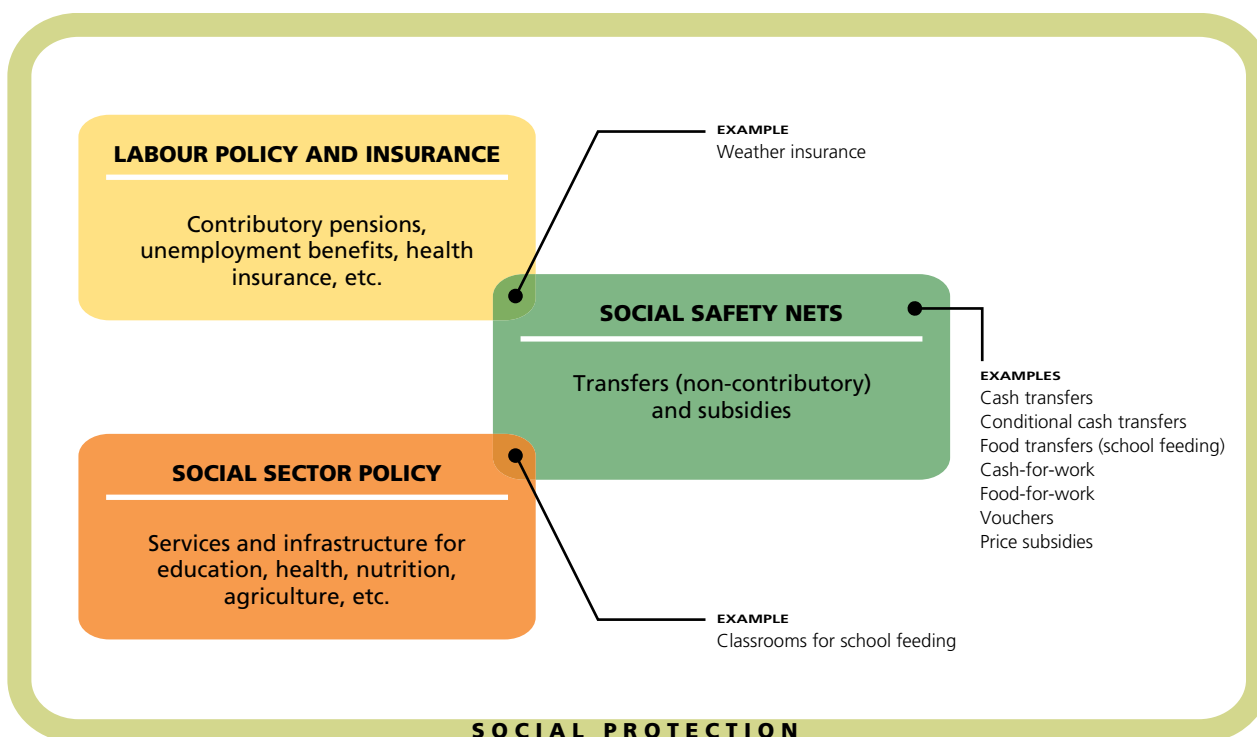 LABOUR POLICY AND INSURANCE
Contributory pensions,
unemployment benefits, health
insurance, etc.
EXAMPLE
Weather insurance
SOCIAL SAFETY NETS
Transfers (non-contributory)
and subsidies
EXAMPLES
Cash transfers
Conditional cash transfers
Food transfers (school feeding)
Cash-for-work
Food-for-work
Vouchers
Price subsidies
SOCIAL SECTOR POLICY
Services and infrastructure for
education, health, nutrition,
agriculture, etc.
EXAMPLE
Classrooms for school feeding
SOCIAL PROTECTION